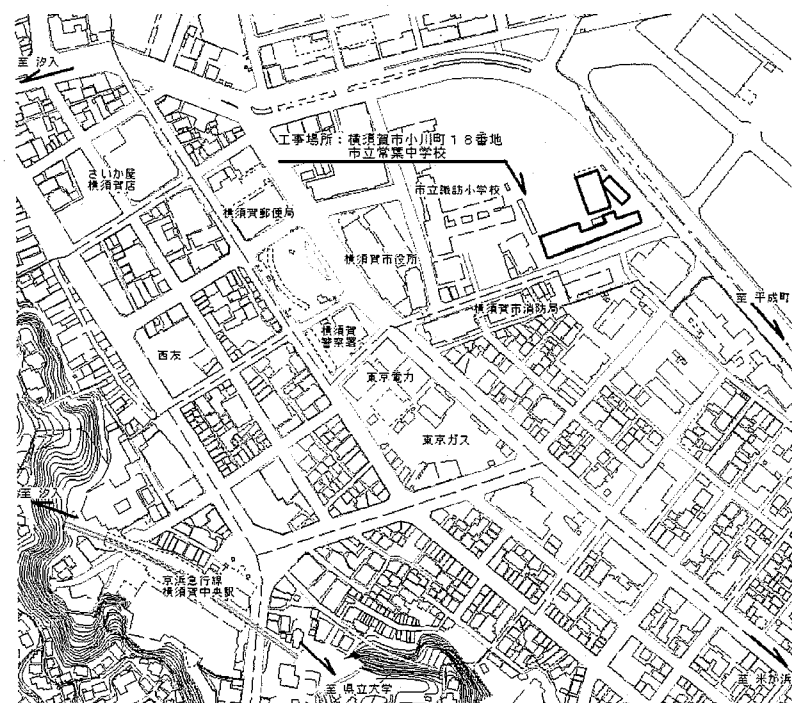 至 汐入
工事場所：横須賀市小川町１８番地
市立常葉中学校
さいか屋
横須賀店
市立諏訪小学校
横須賀郵便局
横須賀市役所
至 平成町
横須賀市消防局
横須賀
警察署
西友
東京電力
東京ガス
至 汐入
京浜急行線
横須賀中央駅
至 県立大学
至 米が浜